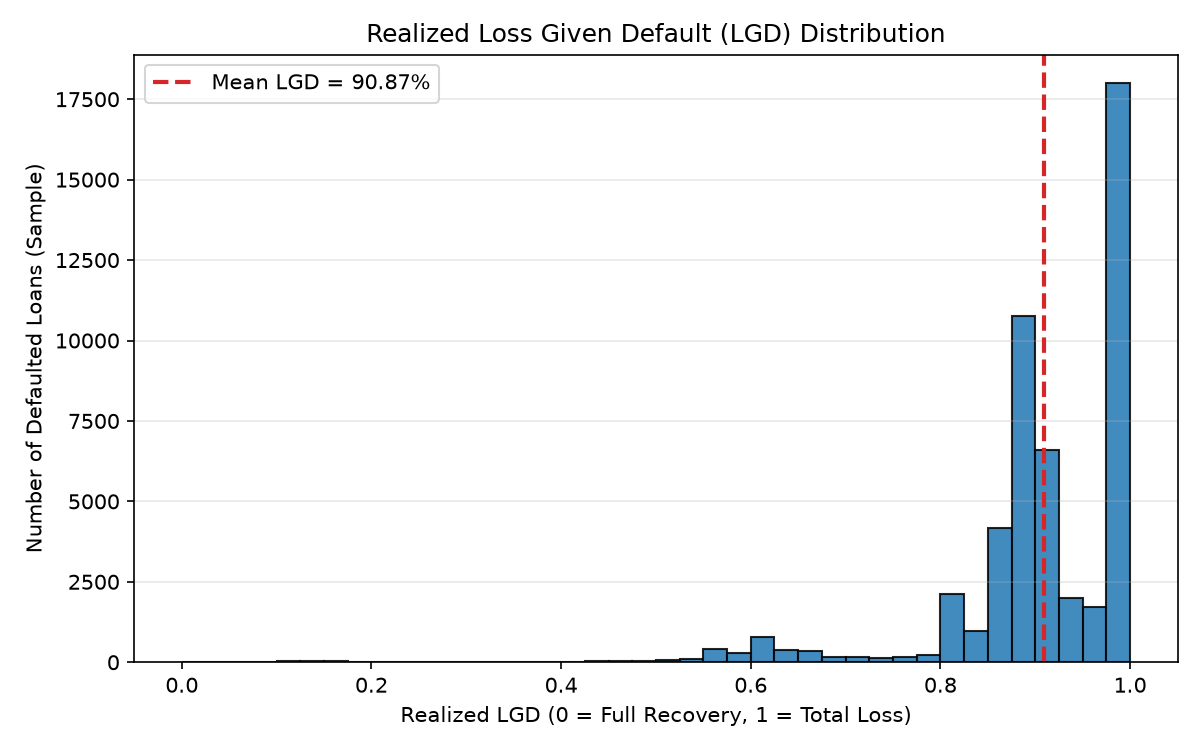 Realized Loss Given Default (LGD) Distribution
Mean LGD = 90.87%
Number of Defaulted Loans (Sample)
17500
15000
12500
10000
7500
5000
2500
0
0.0 0.2 0.4 0.6 0.8 1.0
Realized LGD (0 = Full Recovery, 1 = Total Loss)